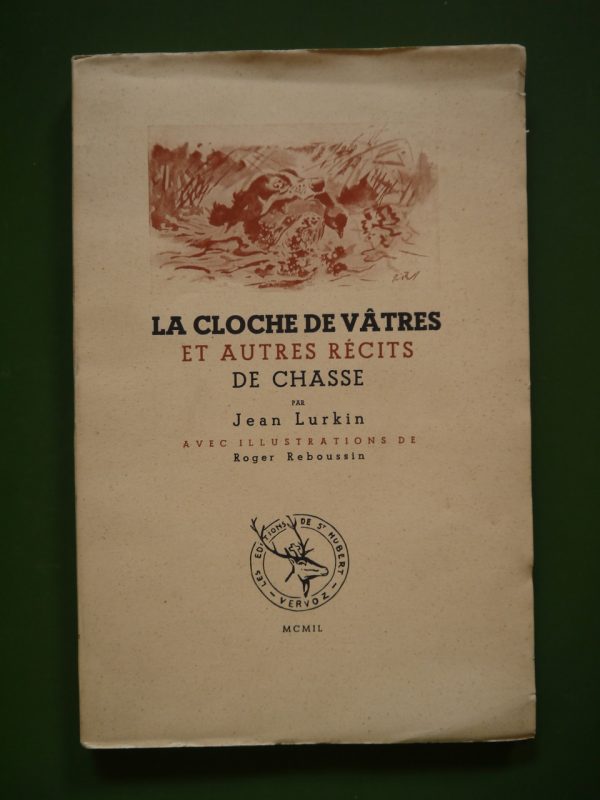 LA CLOCHE DE VÂTRES
ET AUTRES RÉCITS
DE CHASSE
PAR
Jean Lurkin
AVEC ILLUSTRATIONS DE
Roger Reboussin
LES EDITIONS DE St HUBERT
- VERVOZ -
MCMIL